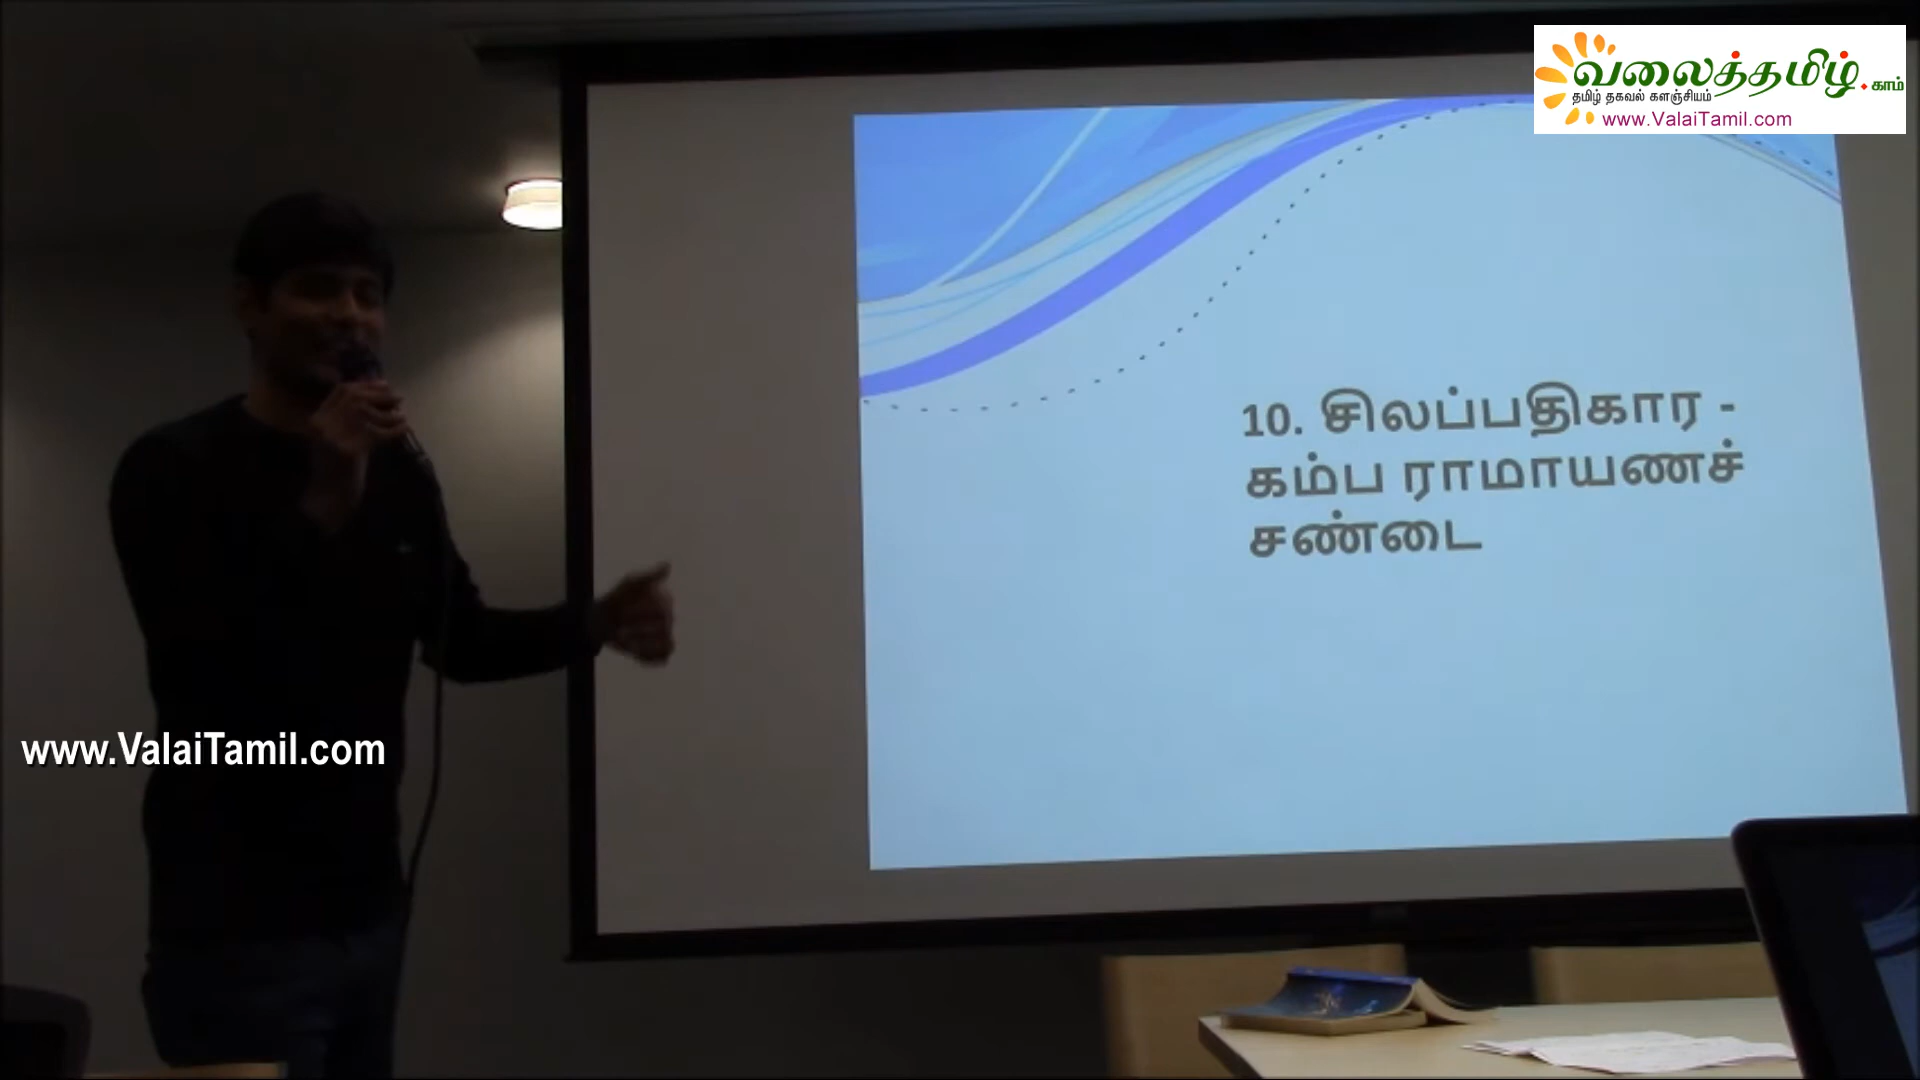 வலைத்தமிழ்.காம்
தமிழ் தகவல் களஞ்சியம்
www.ValaiTamil.com
10. சிலப்பதிகார -
கம்ப ராமாயணச்
சண்டை
www.ValaiTamil.com